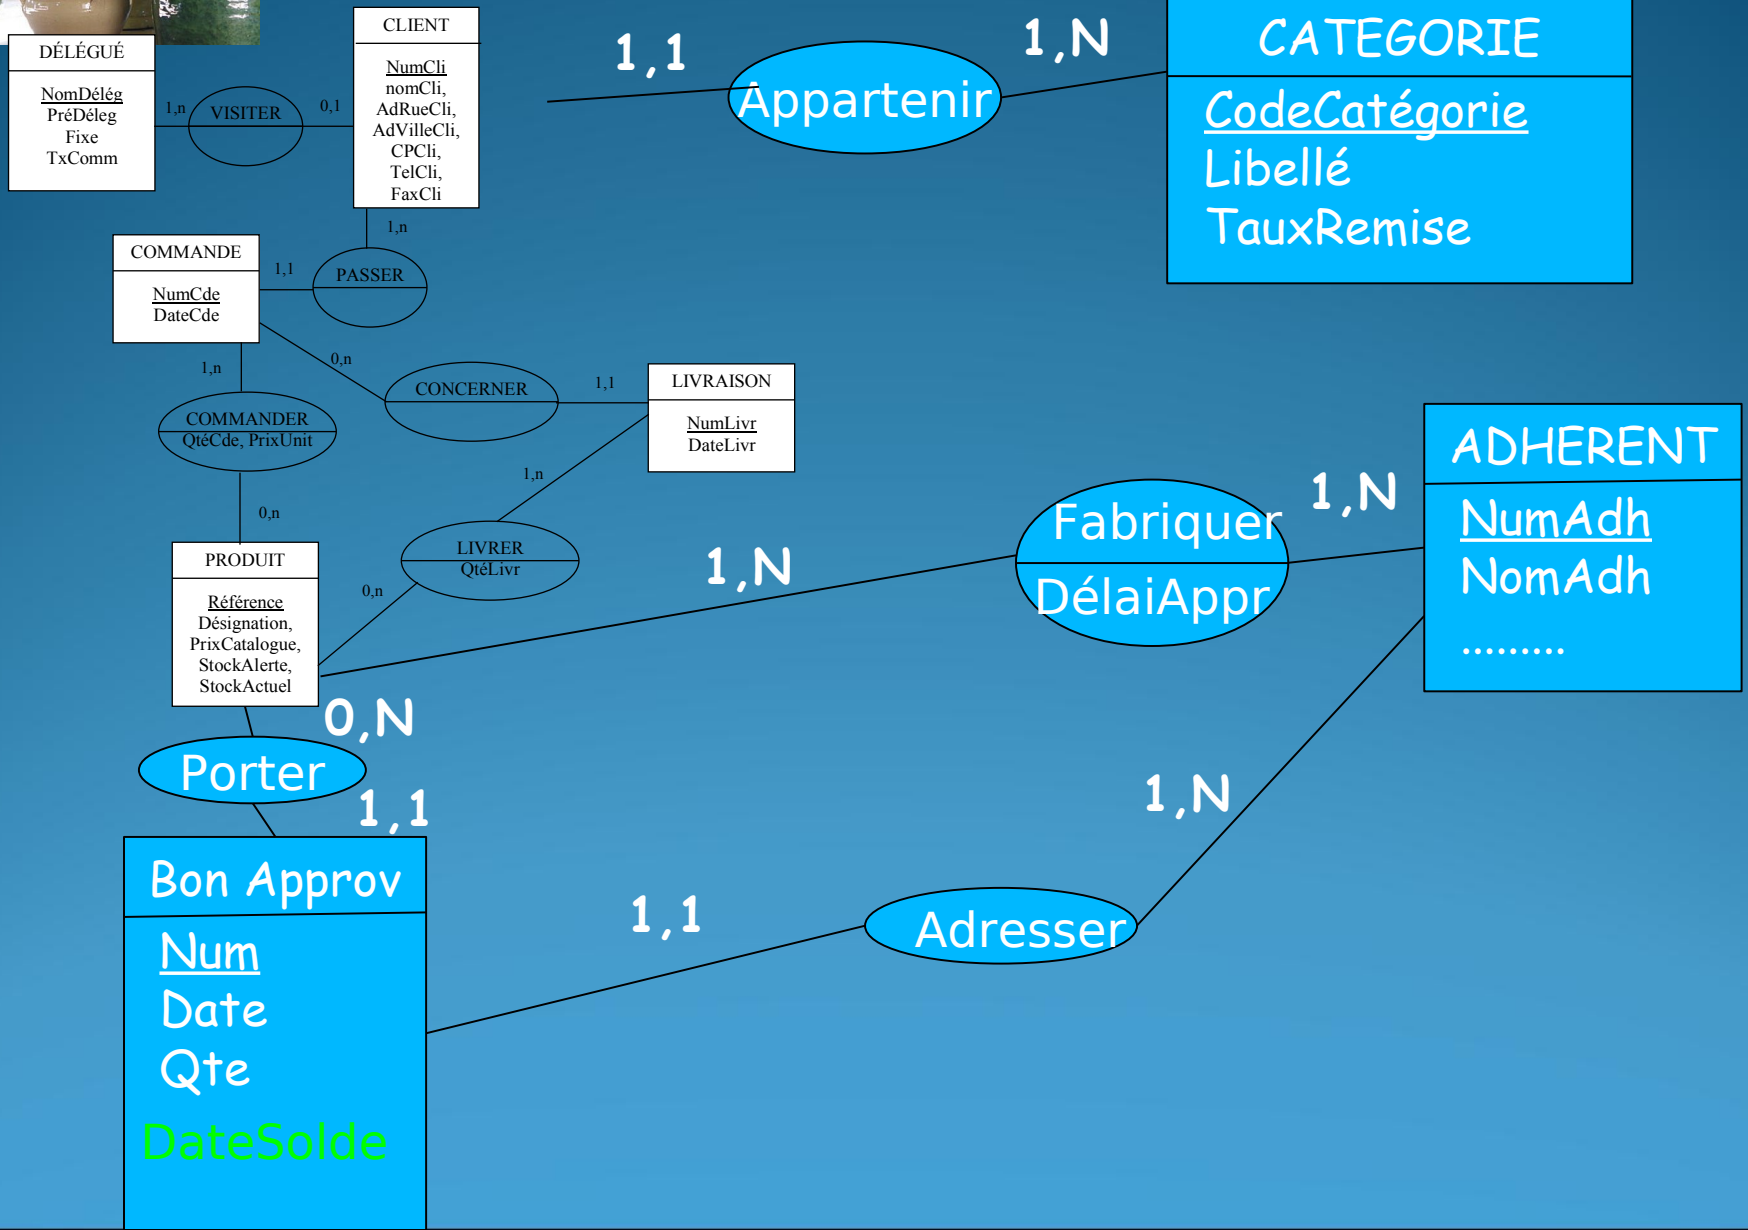 DÉLÉGUÉ
NomDélég
PréDéleg
Fixe
TxComm
1,n
VISITER
0,1
CLIENT
NumCli
nomCli,
AdRueCli,
AdVilleCli,
CPCli,
TelCli,
FaxCli
1,1
Appartenir
1,N
CATEGORIE
CodeCatégorie
Libellé
TauxRemise
1,n
COMMANDE
NumCde
DateCde
1,1
PASSER
1,n
0,n
CONCERNER
1,1
LIVRAISON
NumLivr
DateLivr
COMMANDER
QtéCde, PrixUnit
1,n
0,n
LIVRER
QtéLivr
0,n
PRODUIT
Référence
Désignation,
PrixCatalogue,
StockAlerte,
StockActuel
1,N
Fabriquer
DélaiAppr
1,N
ADHERENT
NumAdh
NomAdh
.........
0,N
Porter
1,1
1,N
Bon Approv
Num
Date
Qte
DateSolde
1,1
Adresser